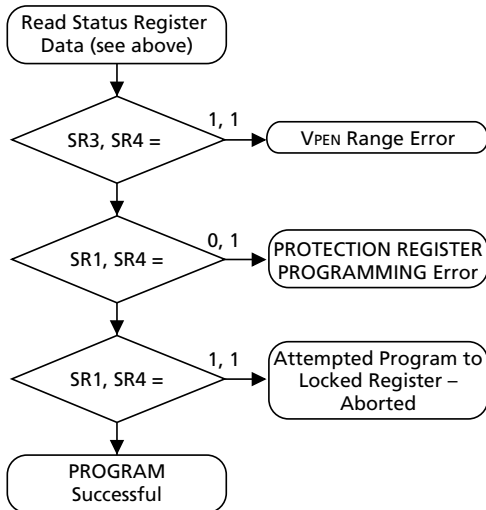 Read Status Register
Data (see above)
1, 1
SR3, SR4 =
VPEN Range Error
0, 1
SR1, SR4 =
PROTECTION REGISTER
PROGRAMMING Error
1, 1
SR1, SR4 =
Attempted Program to
Locked Register –
Aborted
PROGRAM
Successful